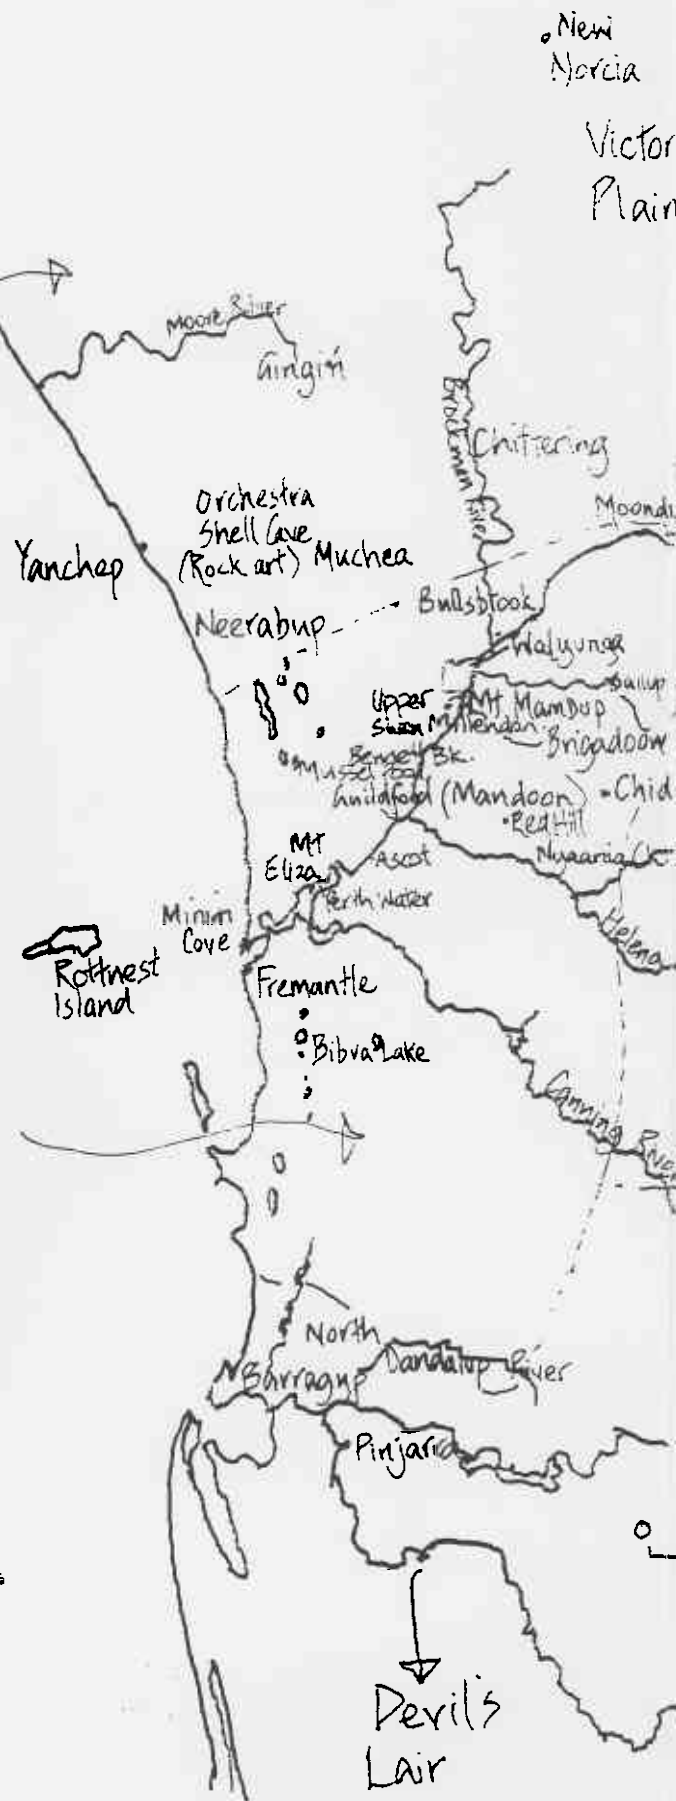 New
Norcia
Victor
Plain
Moore River
Gingin
Brockman River
Chittering
Orchestra
Shell Cave
(Rock art)
Muchea
Yanchep
Neerabup
Bullsbrook
Walyunga
Upper
Swan
Mt Mambup
Millendon
Brigadoon
Bennett Bk.
Mussel Pool
Guildford (Mandoon)
Chid
Red Hill
Mt
Eliza
Ascot
Perth Water
Helena
Minim
Cove
Rottnest
Island
Fremantle
Bibra Lake
Canning River
North
Dandalup River
Barragup
Pinjarra
Devil's
Lair